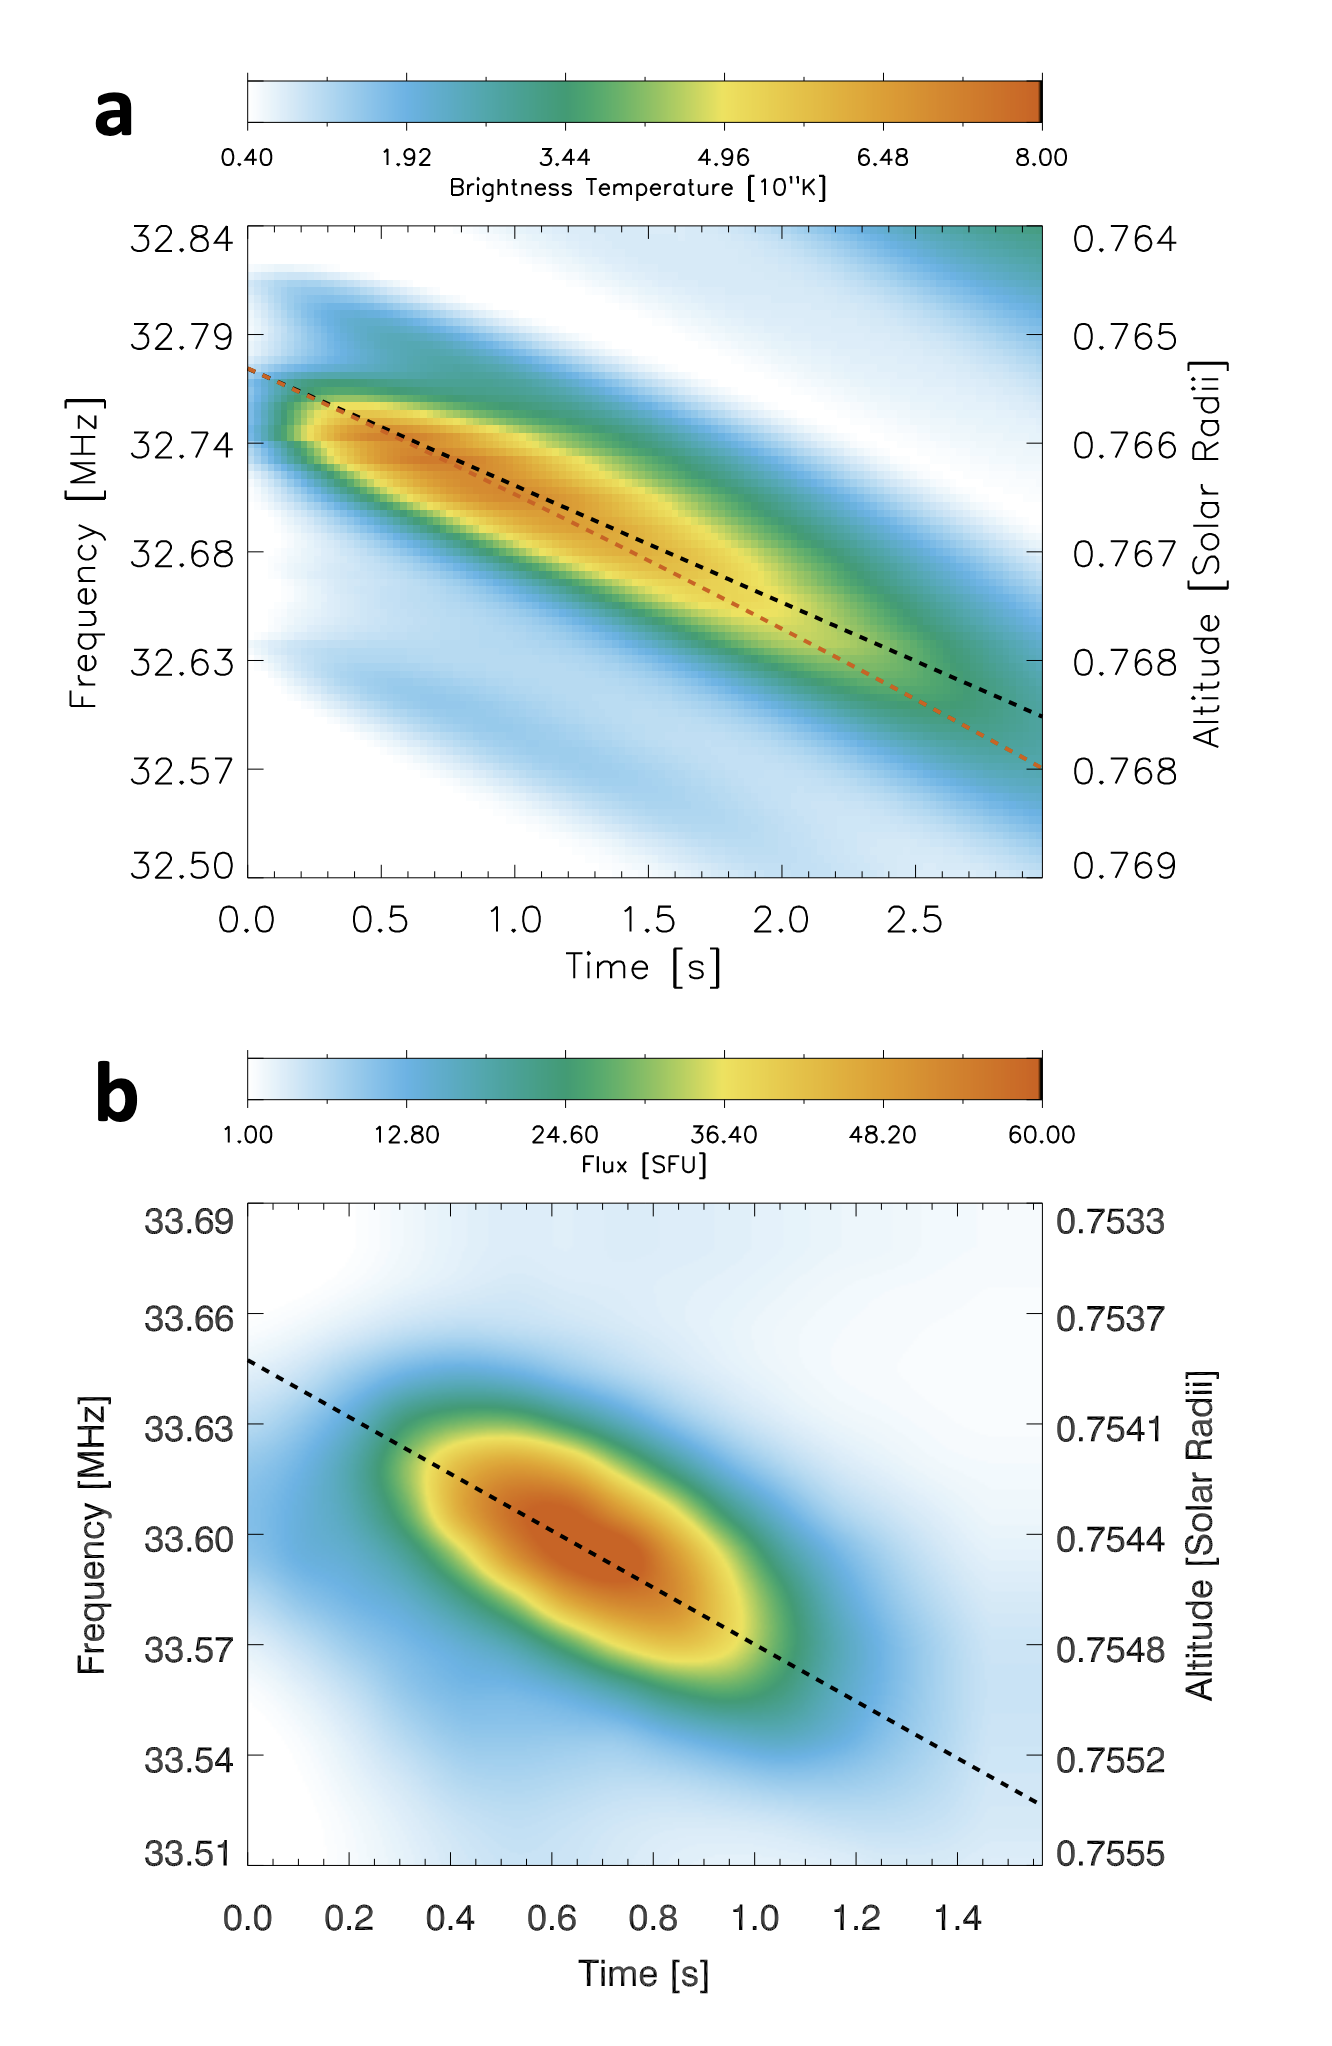 a
0.40 1.92 3.44 4.96 6.48 8.00
Brightness Temperature [10"K]
32.84 0.764
32.79 0.765
32.74 0.766
32.68 0.767
32.63 0.768
32.57 0.768
32.50 0.769
Frequency [MHz]
Altitude [Solar Radii]
0.0 0.5 1.0 1.5 2.0 2.5
Time [s]
b
1.00 12.80 24.60 36.40 48.20 60.00
Flux [SFU]
33.69 0.7533
33.66 0.7537
33.63 0.7541
33.60 0.7544
33.57 0.7548
33.54 0.7552
33.51 0.7555
Frequency [MHz]
Altitude [Solar Radii]
0.0 0.2 0.4 0.6 0.8 1.0 1.2 1.4
Time [s]